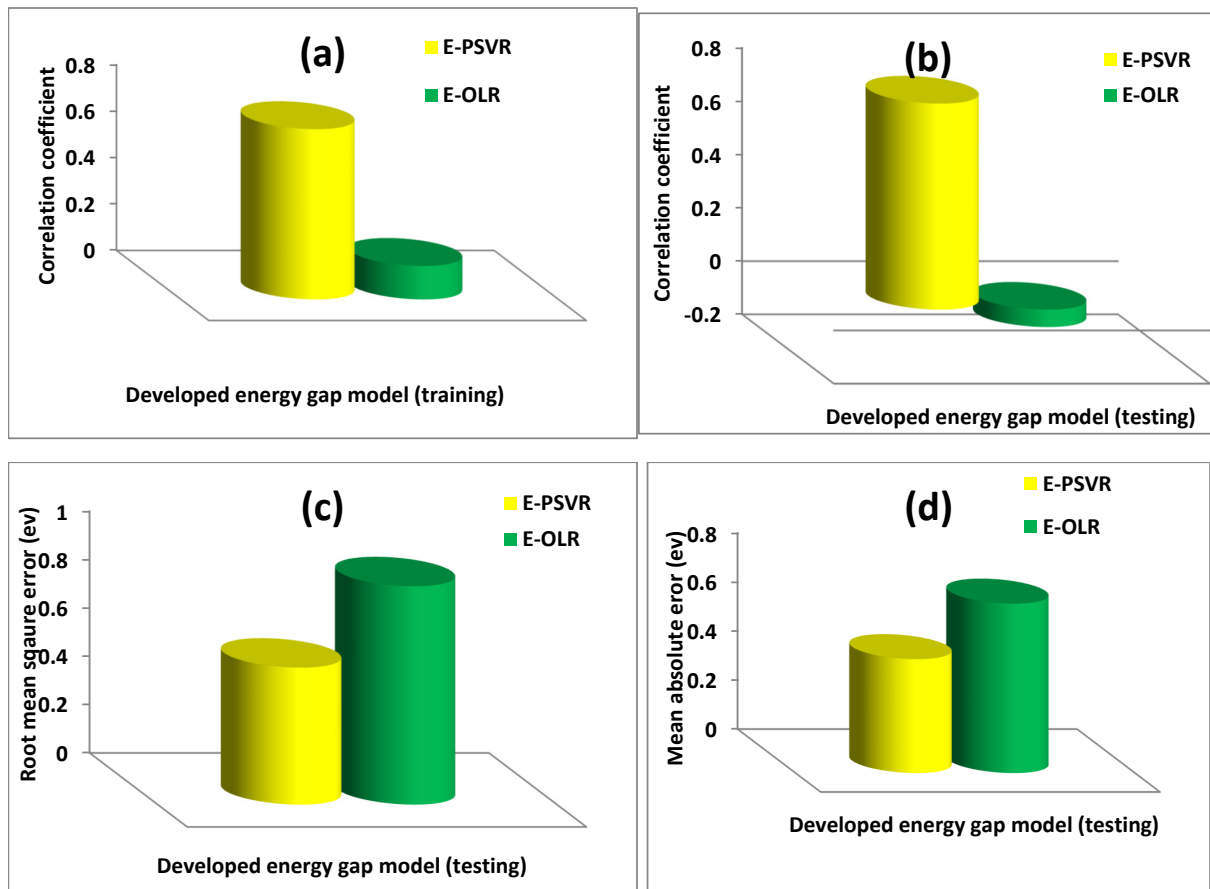 (a)
E-PSVR
E-OLR
Correlation coefficient
0.8
0.6
0.4
0.2
0
Developed energy gap model (training)
(b)
E-PSVR
E-OLR
Correlation coefficient
0.8
0.6
0.4
0.2
0
-0.2
Developed energy gap model (testing)
(c)
E-PSVR
E-OLR
Root mean sqaure error (ev)
1
0.8
0.6
0.4
0.2
0
Developed energy gap model (testing)
(d)
E-PSVR
E-OLR
Mean absolute eror (ev)
0.8
0.6
0.4
0.2
0
Developed energy gap model (testing)